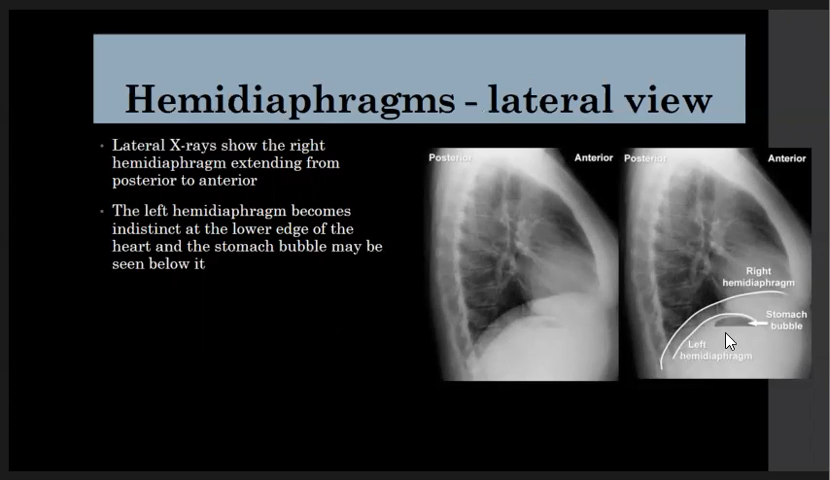 Hemidiaphragms - lateral view
Lateral X-rays show the right
hemidiaphragm extending from
posterior to anterior
The left hemidiaphragm becomes
indistinct at the lower edge of the
heart and the stomach bubble may be
seen below it
Posterior
Anterior
Posterior
Anterior
Right
hemidiaphragm
Stomach
bubble
Left
hemidiaphragm